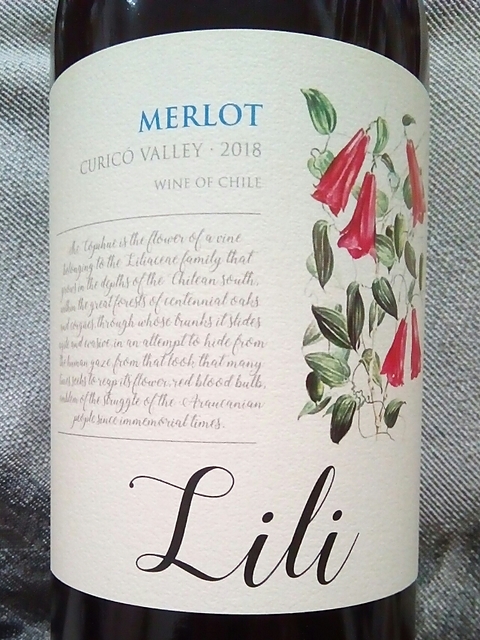 MERLOT
CURICÓ VALLEY · 2018
WINE OF CHILE
The Copihue is the flower of a vine
belonging to the Liliaceae family that
grows in the depths of the Chilean south,
within the great forests of centennial oaks
and coigües, through whose trunks it slides
and evasive in an attempt to hide from
the human gaze from that look that many
times seeks to reap its flower, red blood bulb,
emblem of the struggle of the Araucanian
people since immemorial times.
Lili